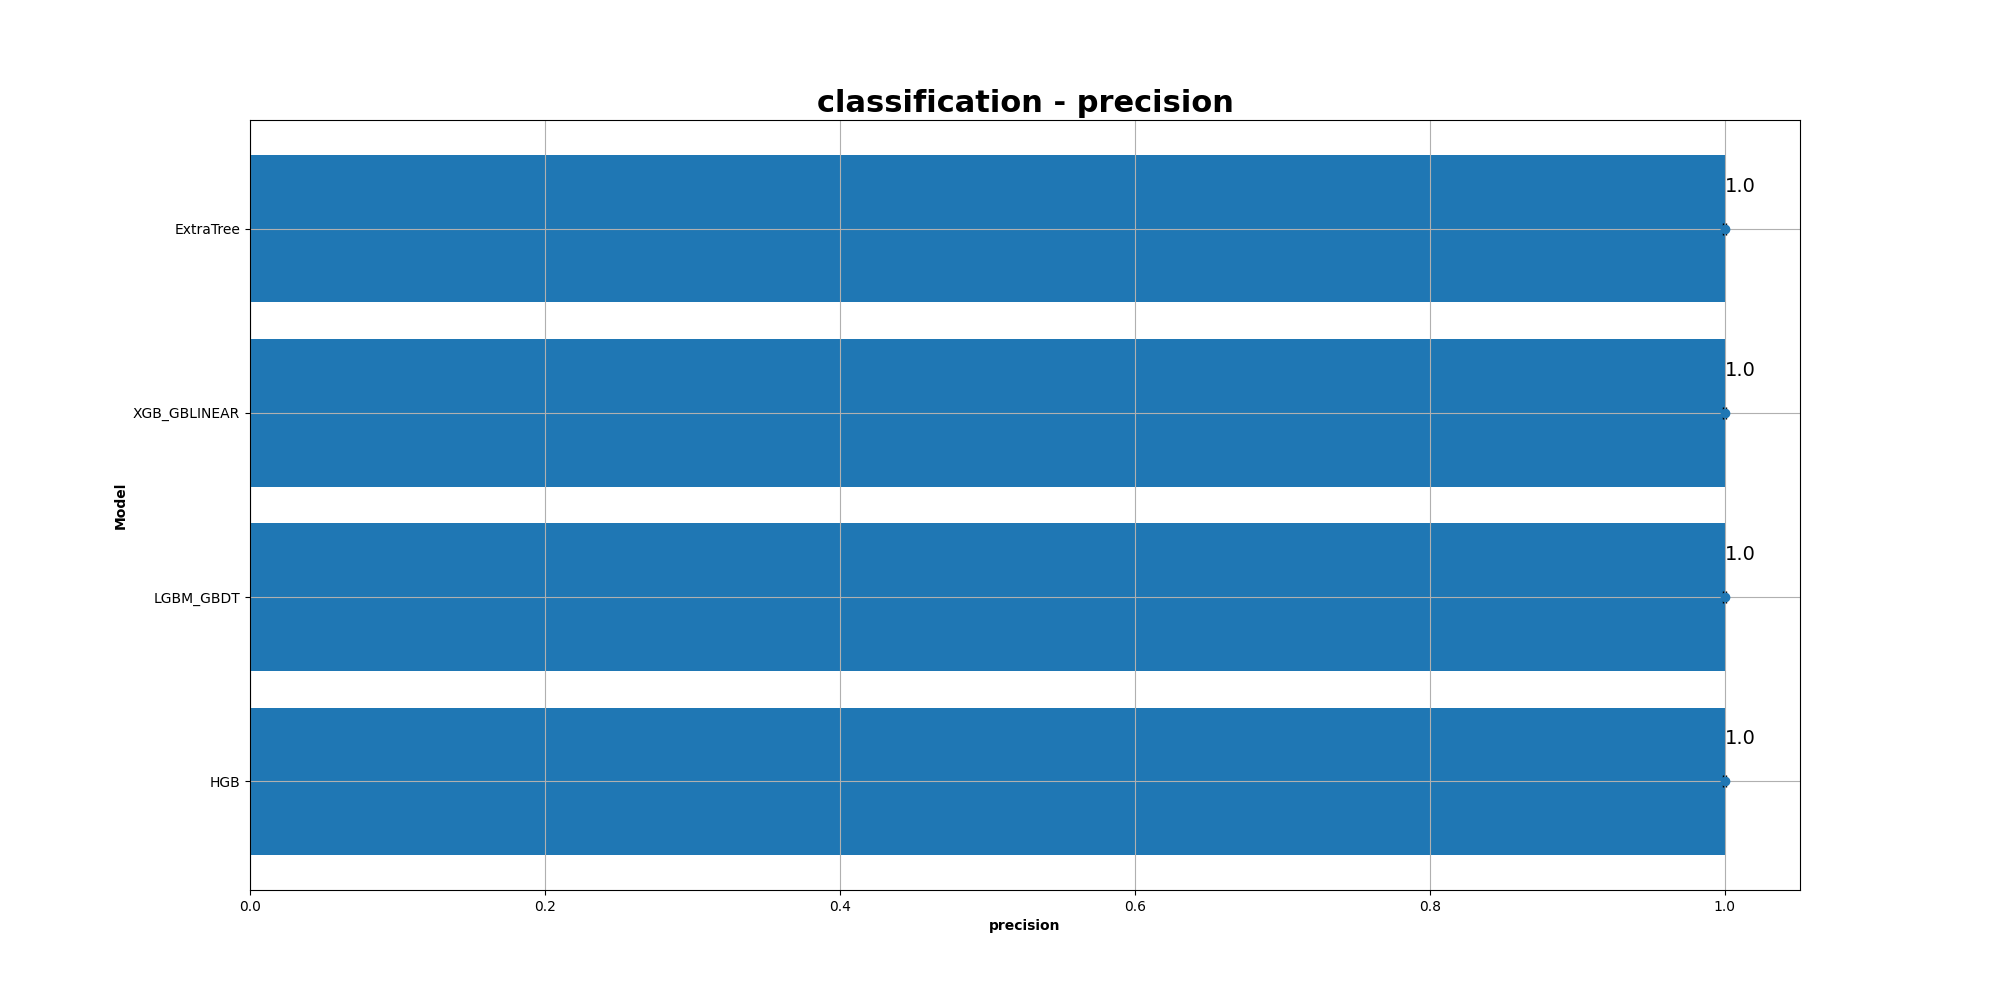 classification - precision
1.0
ExtraTree
1.0
XGB_GBLINEAR
Model
1.0
LGBM_GBDT
1.0
HGB
0.0 0.2 0.4 0.6 0.8 1.0
precision